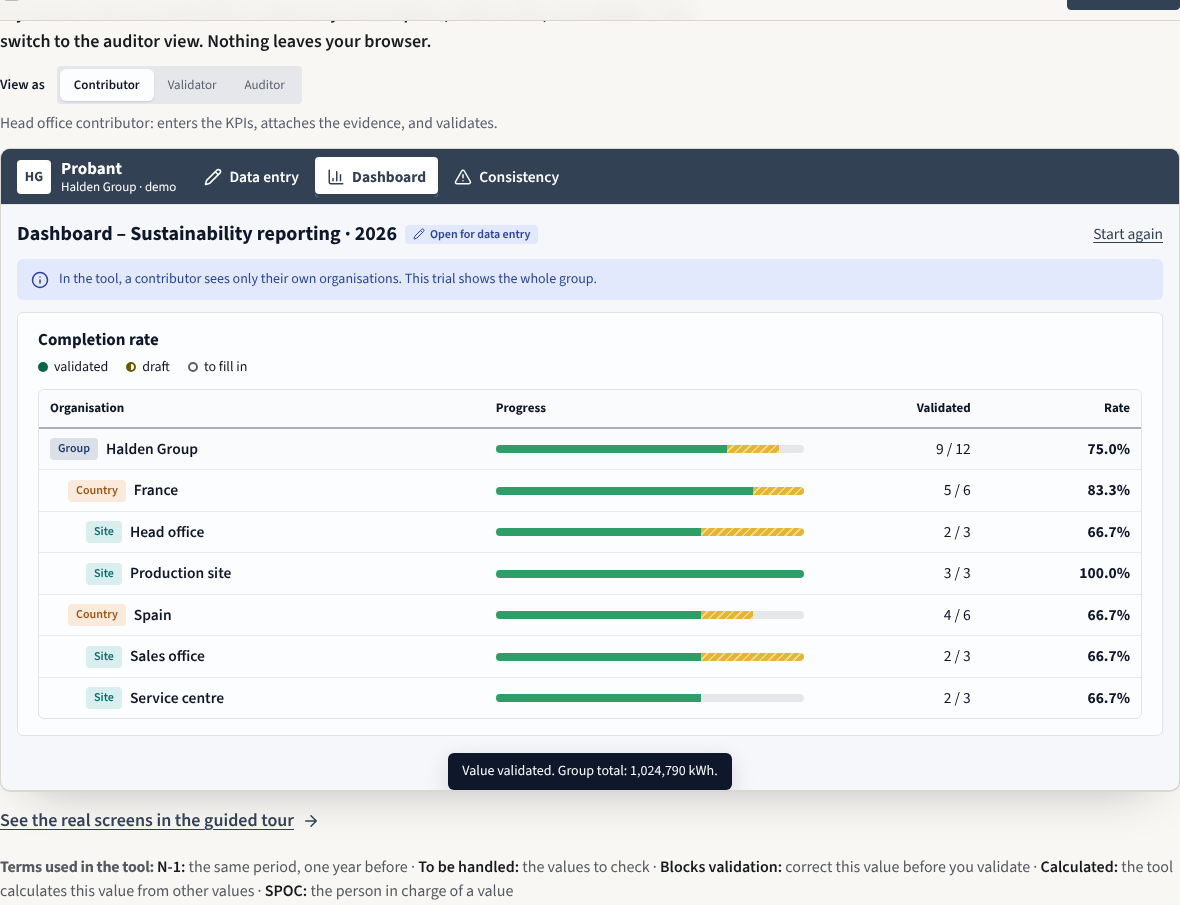 switch to the auditor view. Nothing leaves your browser.
View as Contributor Validator Auditor
Head office contributor: enters the KPIs, attaches the evidence, and validates.
HG Probant
Halden Group · demo
Data entry Dashboard Consistency
Dashboard – Sustainability reporting · 2026 Open for data entry Start again
In the tool, a contributor sees only their own organisations. This trial shows the whole group.
Completion rate
validated draft to fill in
Organisation Progress Validated Rate
Group Halden Group 9 / 12 75.0%
Country France 5 / 6 83.3%
Site Head office 2 / 3 66.7%
Site Production site 3 / 3 100.0%
Country Spain 4 / 6 66.7%
Site Sales office 2 / 3 66.7%
Site Service centre 2 / 3 66.7%
Value validated. Group total: 1,024,790 kWh.
See the real screens in the guided tour →
Terms used in the tool: N-1: the same period, one year before · To be handled: the values to check · Blocks validation: correct this value before you validate · Calculated: the tool
calculates this value from other values · SPOC: the person in charge of a value